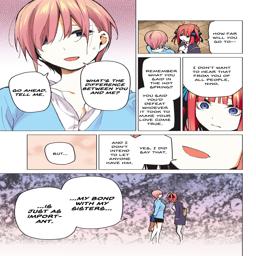 HOW FAR
WILL YOU
GO TO—
I DON'T
WANT TO
HEAR THAT
FROM YOU OF
ALL PEOPLE,
NINO.
REMEMBER
WHAT YOU
SAID IN
THE HOT
SPRING?
YOU SAID
YOU'D
DEFEAT
WHOEVER
IT TOOK TO
MAKE YOUR
LOVE COME
TRUE.
WHAT'S THE
DIFFERENCE
BETWEEN YOU
AND ME?
GO AHEAD,
TELL ME.
YES, I DID
SAY THAT.
AND I
DIDN'T
INTEND TO
LET ANYONE
HAVE HIM.
BUT...
...MY BOND
WITH MY
SISTERS...
...IS
JUST AS
IMPORT-
ANT.